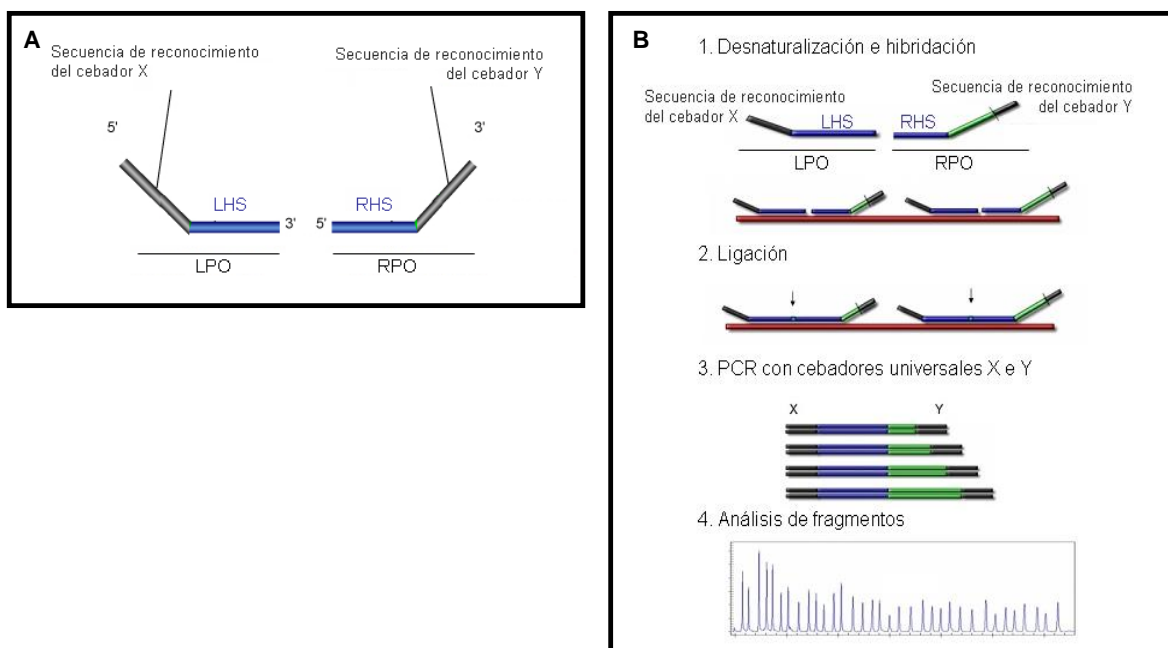 A
Secuencia de reconocimiento
del cebador X
Secuencia de reconocimiento
del cebador Y
5'
3'
LHS
3'
5'
RHS
LPO
RPO
B
1. Desnaturalización e hibridación
Secuencia de reconocimiento
del cebador X
Secuencia de reconocimiento
del cebador Y
LHS
RHS
LPO
RPO
2. Ligación
3. PCR con cebadores universales X e Y
X
Y
4. Análisis de fragmentos